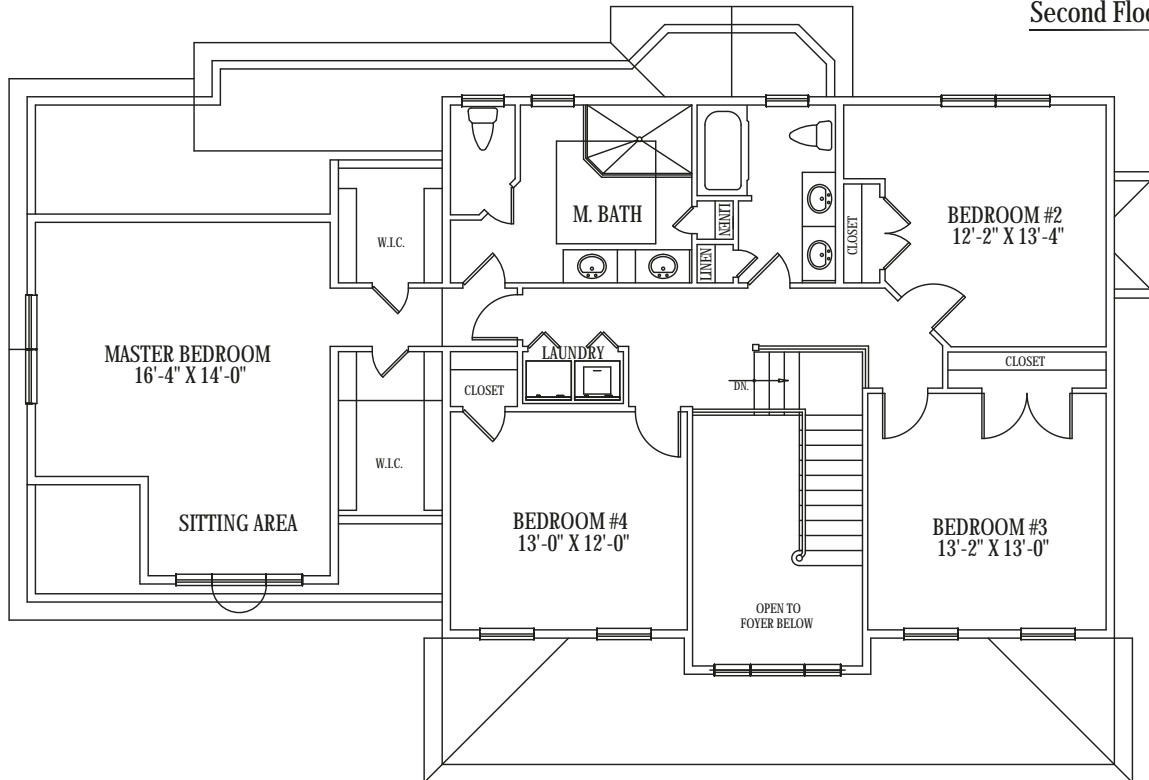 Second Floo
M. BATH
LINEN
LINEN
W.I.C.
CLOSET
BEDROOM #2
12'-2" X 13'-4"
MASTER BEDROOM
16'-4" X 14'-0"
LAUNDRY
CLOSET
DN.
CLOSET
W.I.C.
SITTING AREA
BEDROOM #4
13'-0" X 12'-0"
BEDROOM #3
13'-2" X 13'-0"
OPEN TO
FOYER BELOW